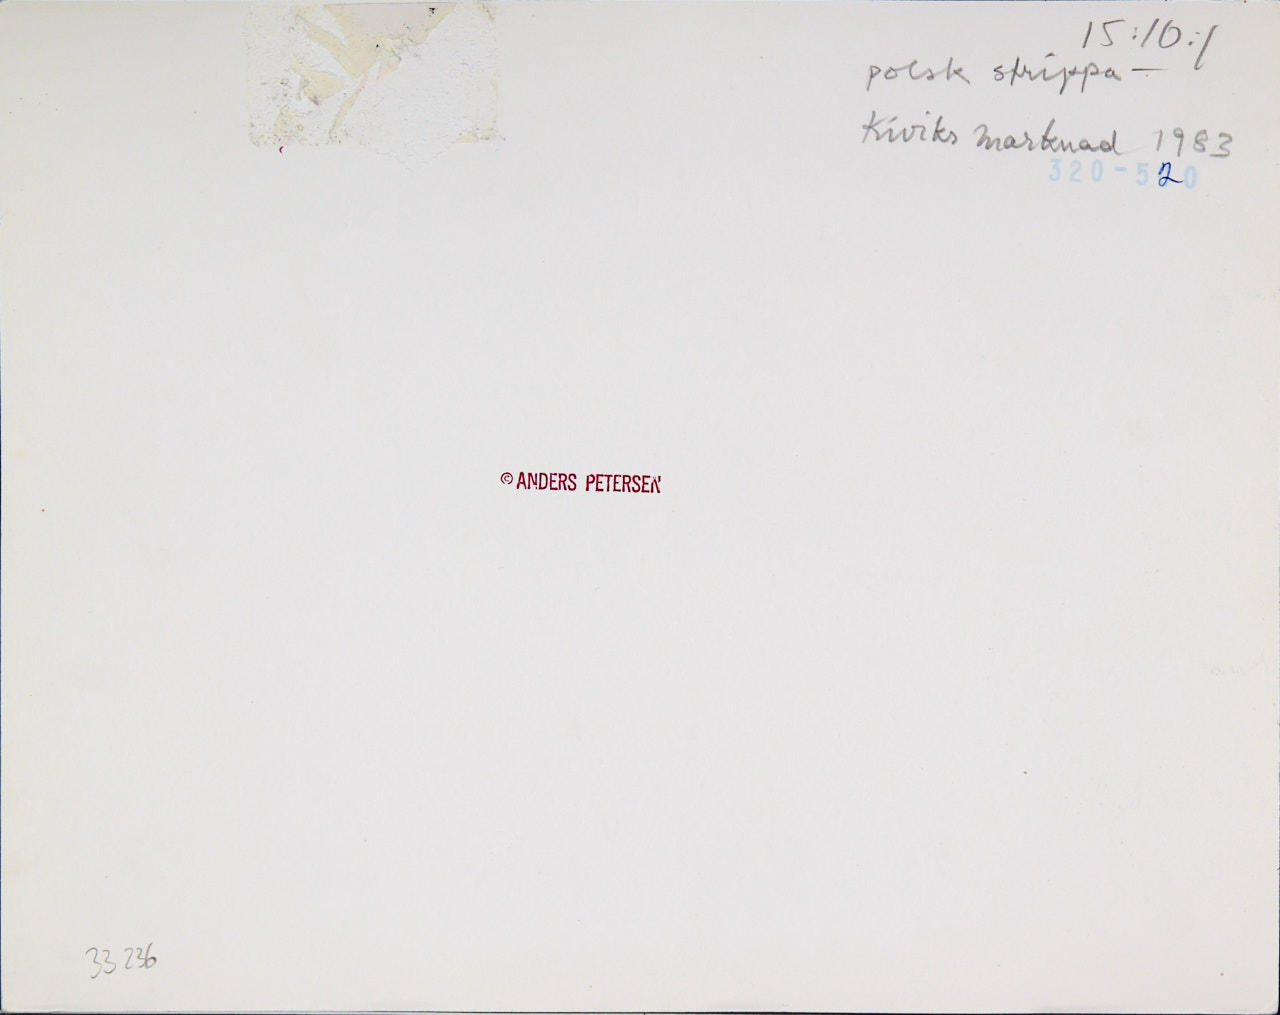 15:10:1
polsk strippa—
Kiviks marknad 1983
320-520
© ANDERS PETERSEN
33236